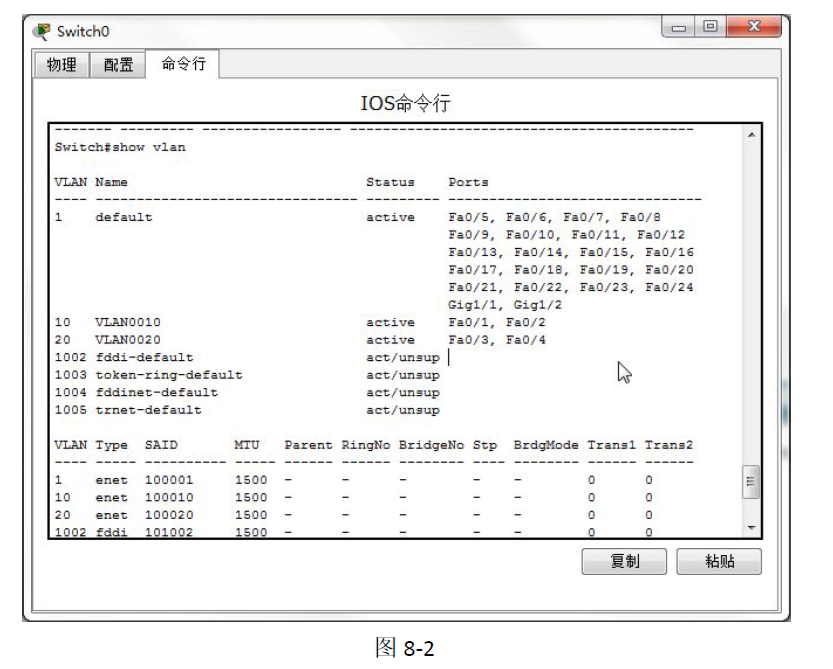 Switch0
物理 配置 命令行
IOS命令行
------- ---------- ----------------- ------------------------------------------
Switch#show vlan
VLAN Name                             Status    Ports
---- -------------------------------- --------- -------------------------------
1    default                          active    Fa0/5, Fa0/6, Fa0/7, Fa0/8
                                                Fa0/9, Fa0/10, Fa0/11, Fa0/12
                                                Fa0/13, Fa0/14, Fa0/15, Fa0/16
                                                Fa0/17, Fa0/18, Fa0/19, Fa0/20
                                                Fa0/21, Fa0/22, Fa0/23, Fa0/24
                                                Gig1/1, Gig1/2
10   VLAN0010                         active    Fa0/1, Fa0/2
20   VLAN0020                         active    Fa0/3, Fa0/4
1002 fddi-default                     act/unsup
1003 token-ring-default               act/unsup
1004 fddinet-default                  act/unsup
1005 trnet-default                    act/unsup
VLAN Type  SAID       MTU   Parent RingNo BridgeNo Stp  BrdgMode Trans1 Trans2
---- ----- ---------- ----- ------ ------ -------- ---- -------- ------ ------
1    enet  100001     1500  -      -      -        -    -        0      0
10   enet  100010     1500  -      -      -        -    -        0      0
20   enet  100020     1500  -      -      -        -    -        0      0
1002 fddi  101002     1500  -      -      -        -    -        0      0
复制 粘贴
图 8-2